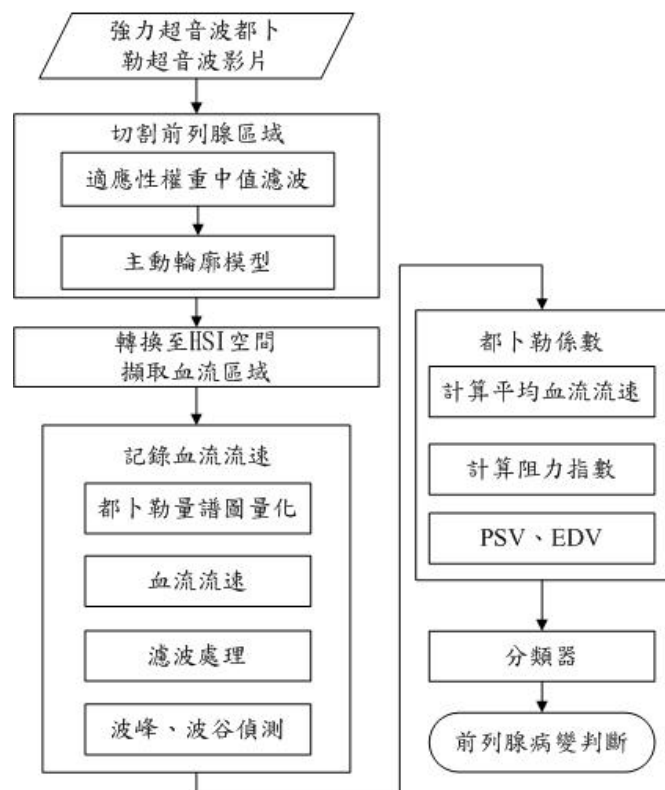 強力超音波都卜
勒超音波影片
切割前列腺區域
適應性權重中值濾波
主動輪廓模型
轉換至HSI空間
擷取血流區域
記錄血流流速
都卜勒量譜圖量化
血流流速
濾波處理
波峰、波谷偵測
都卜勒係數
計算平均血流流速
計算阻力指數
PSV、EDV
分類器
前列腺病變判斷